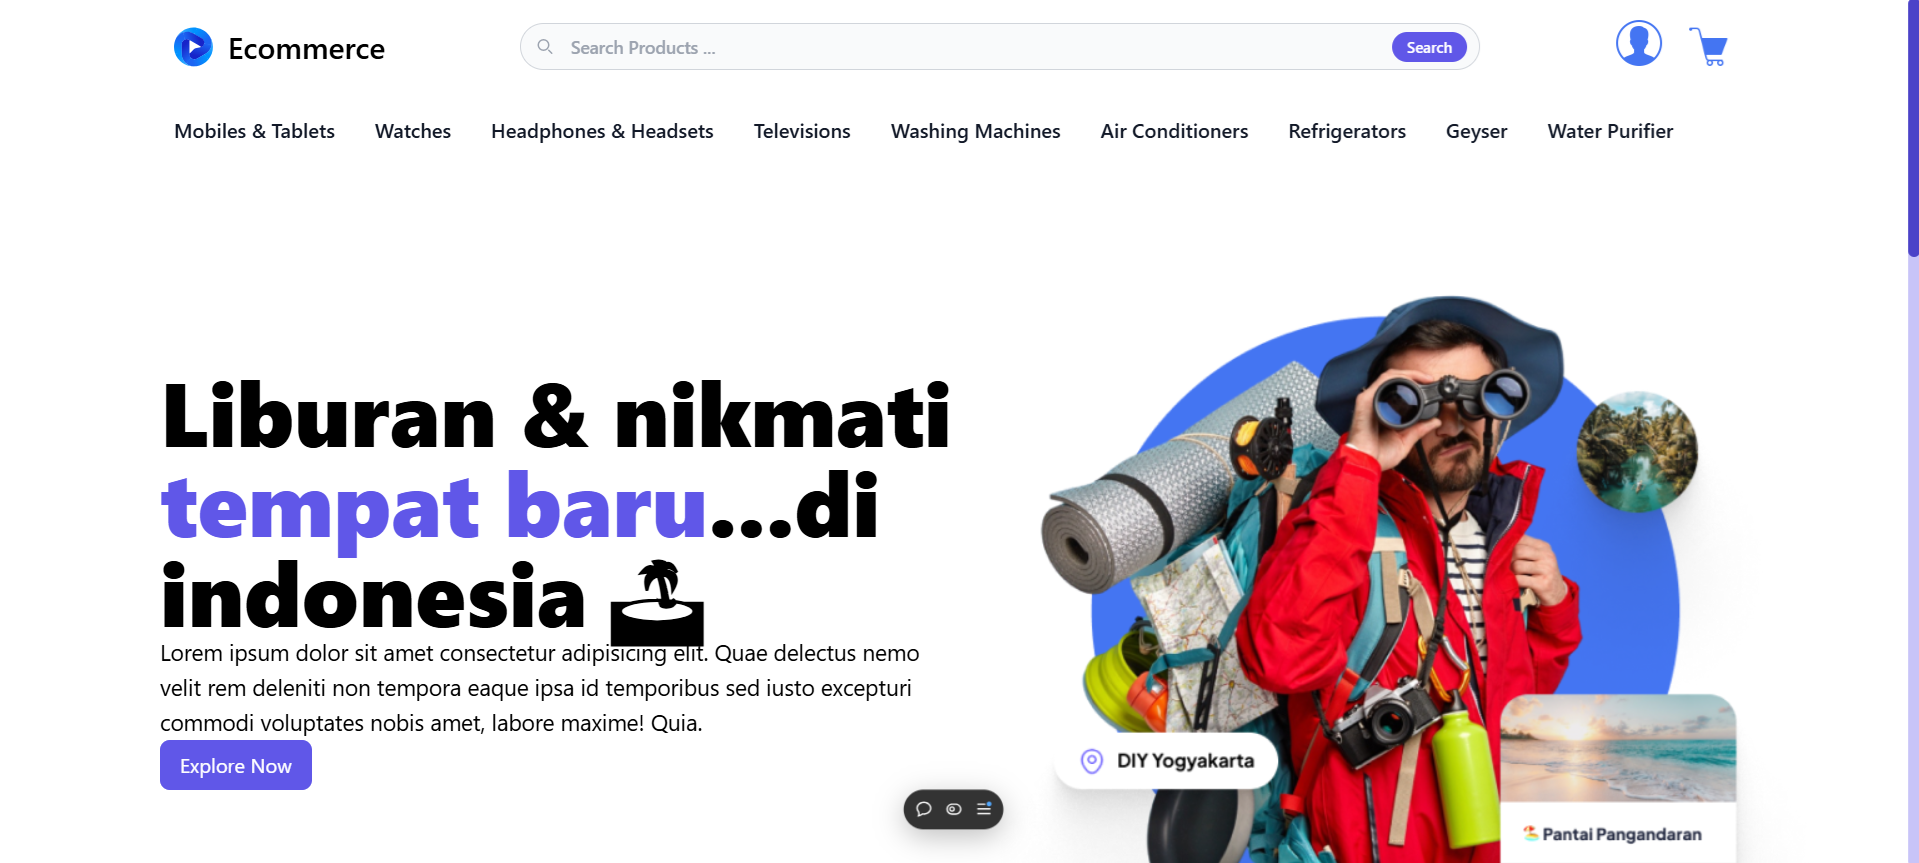 Ecommerce
Search Products ...
Search
Mobiles & Tablets
Watches
Headphones & Headsets
Televisions
Washing Machines
Air Conditioners
Refrigerators
Geyser
Water Purifier
Liburan & nikmati
tempat baru...di
indonesia 🏝
Lorem ipsum dolor sit amet consectetur adipisicing elit. Quae delectus nemo
velit rem deleniti non tempora eaque ipsa id temporibus sed iusto excepturi
commodi voluptates nobis amet, labore maxime! Quia.
Explore Now
DIY Yogyakarta
🏖️ Pantai Pangandaran